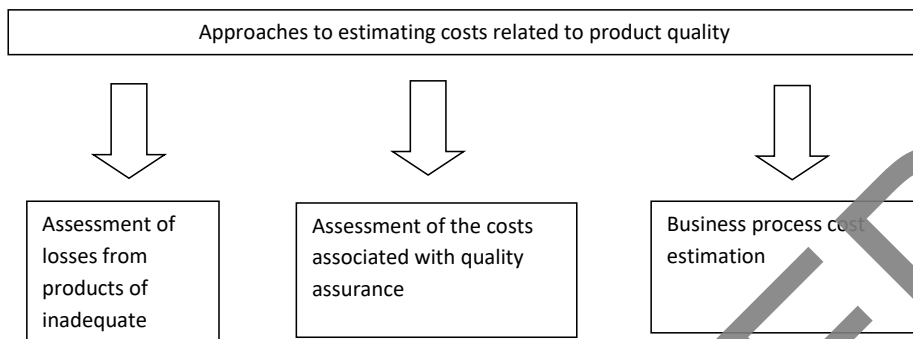 Approaches to estimating costs related to product quality
Assessment of
losses from
products of
inadequate
Assessment of the costs
associated with quality
assurance
Business process cost
estimation